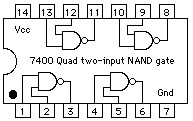 14 13 12 11 10 9 8
Vcc
7400 Quad two-input NAND gate
Gnd
1 2 3 4 5 6 7